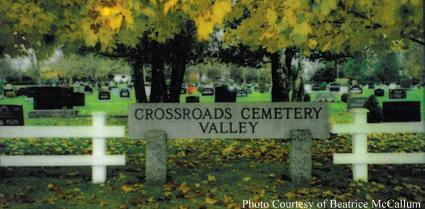 CROSSROADS CEMETERY
VALLEY
Photo Courtesy of Beatrice McCallum